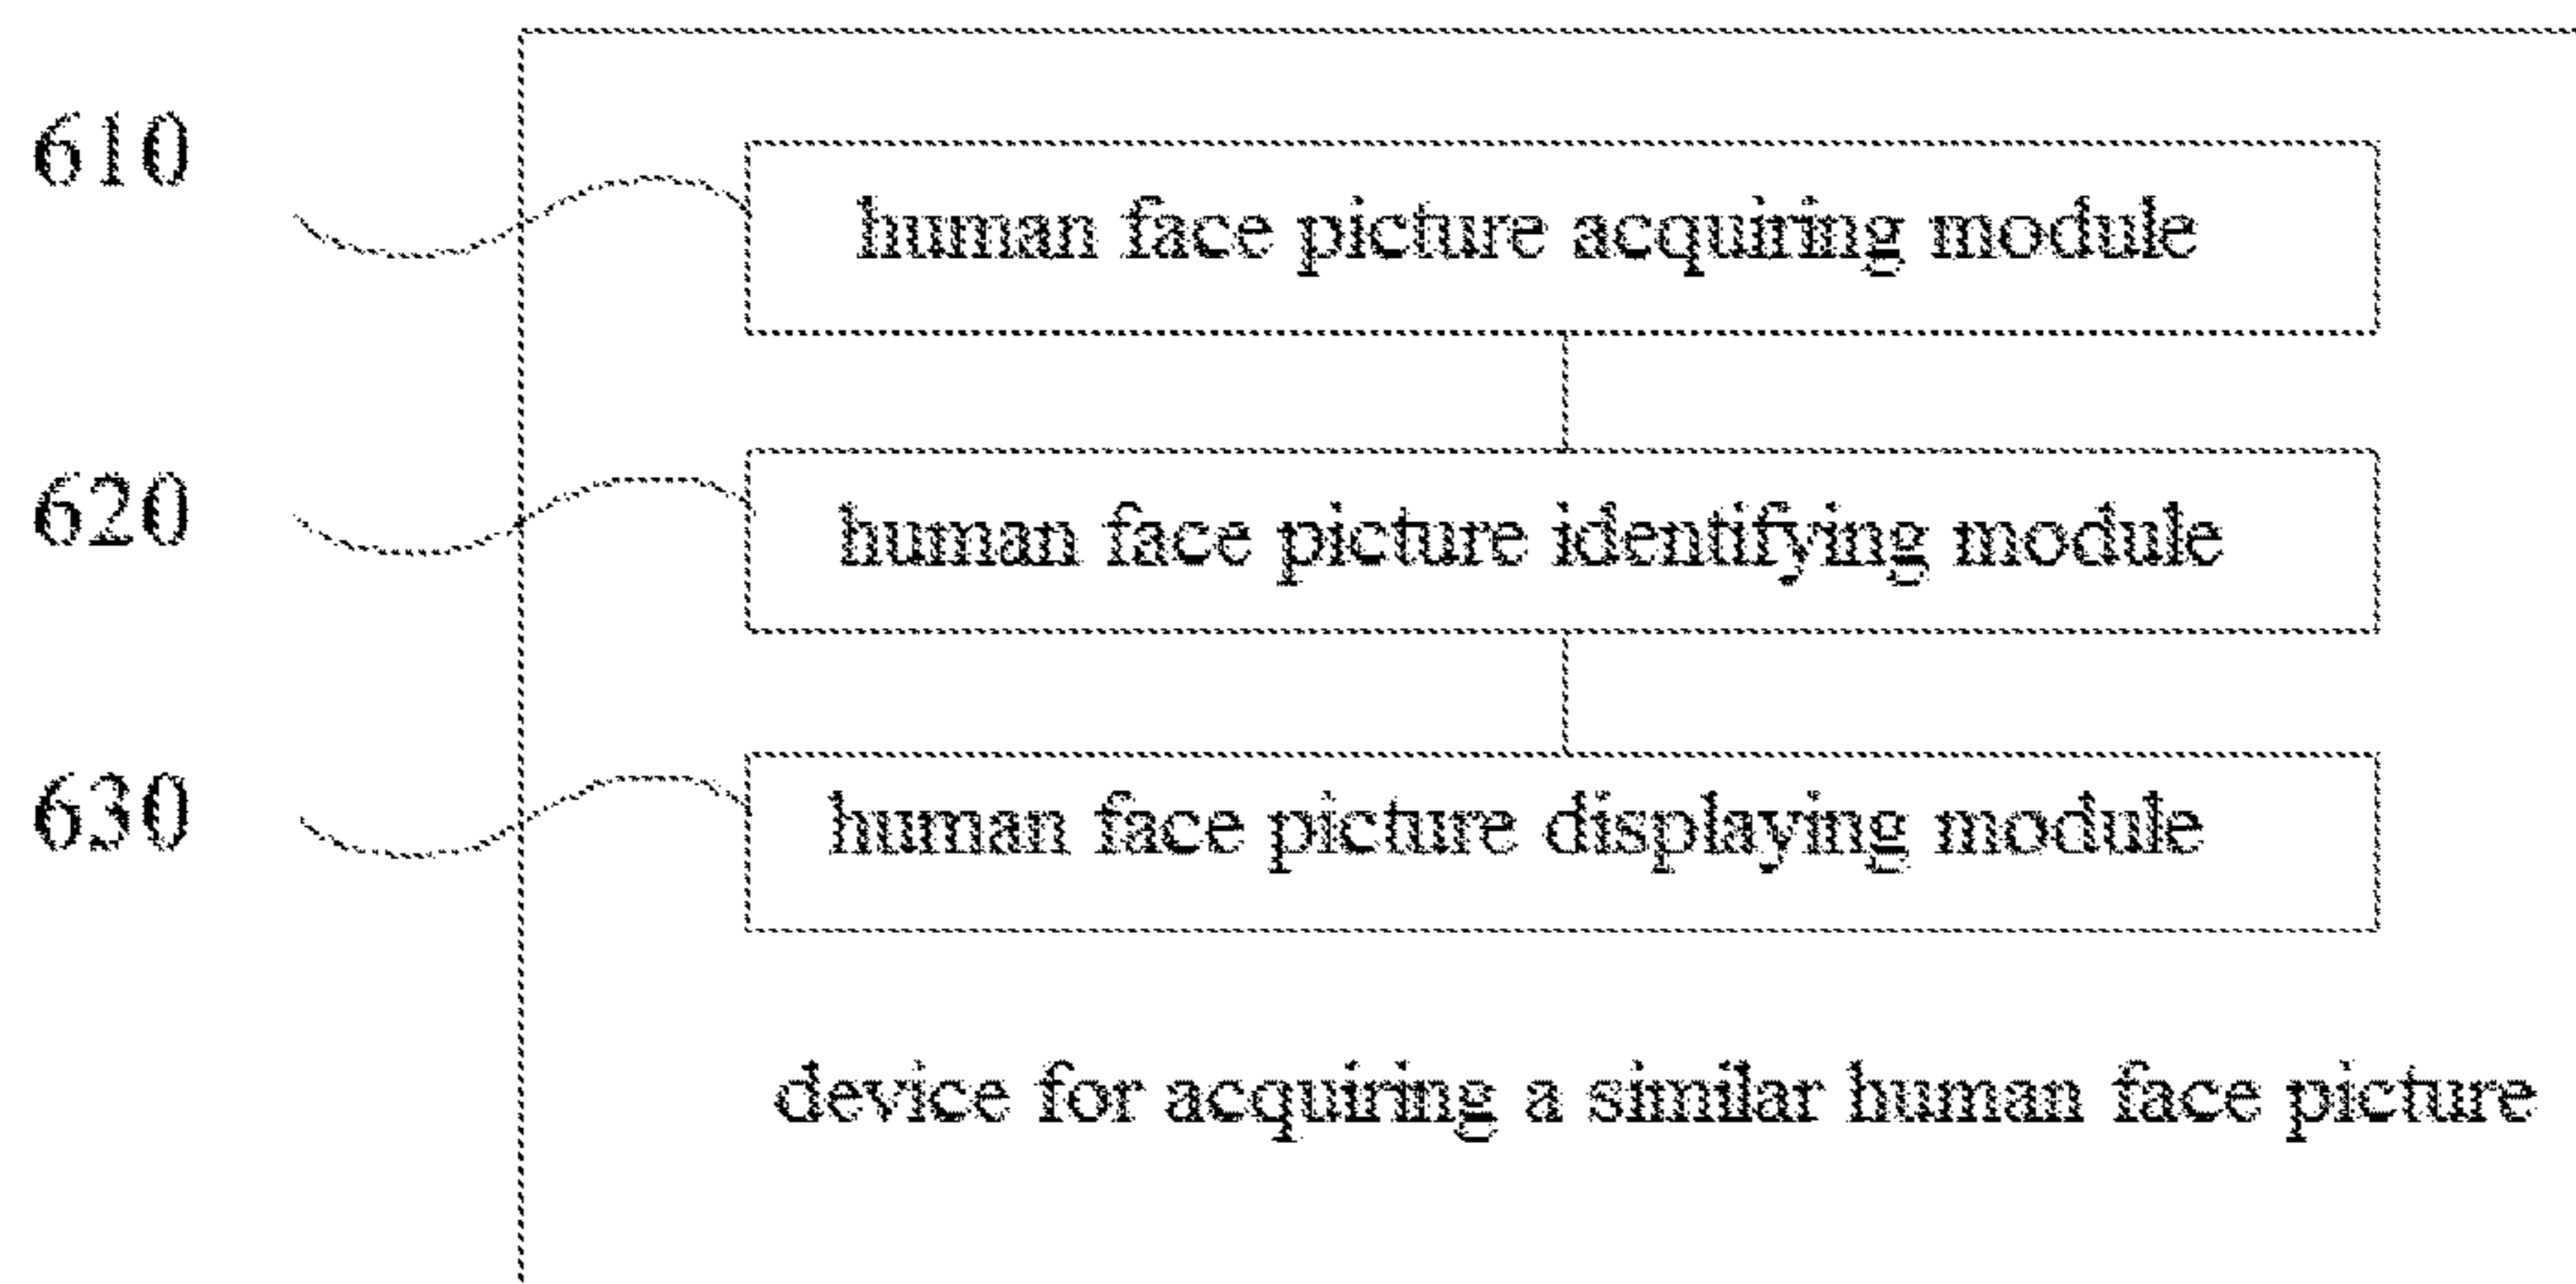 610
human face picture acquiring module
620
human face picture identifying module
630
human face picture displaying module
device for acquiring a similar human face picture